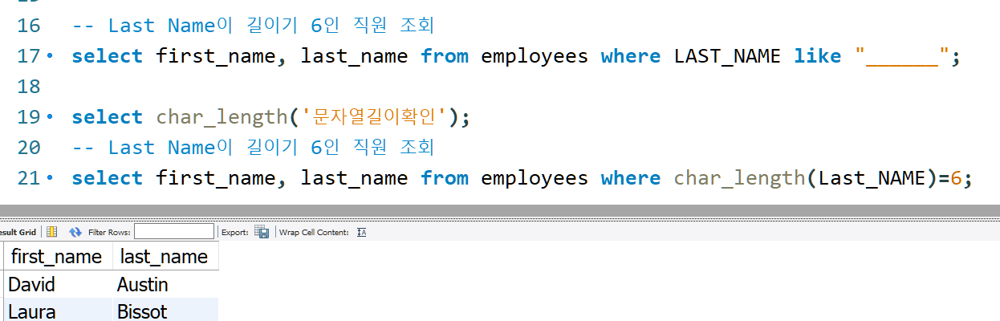 16 -- Last Name이 길이기 6인 직원 조회
17 select first_name, last_name from employees where LAST_NAME like "______";
18
19 select char_length('문자열길이확인');
20 -- Last Name이 길이기 6인 직원 조회
21 select first_name, last_name from employees where char_length(Last_NAME)=6;
esult Grid Filter Rows: Export: Wrap Cell Content:
first_name last_name
David Austin
Laura Bissot